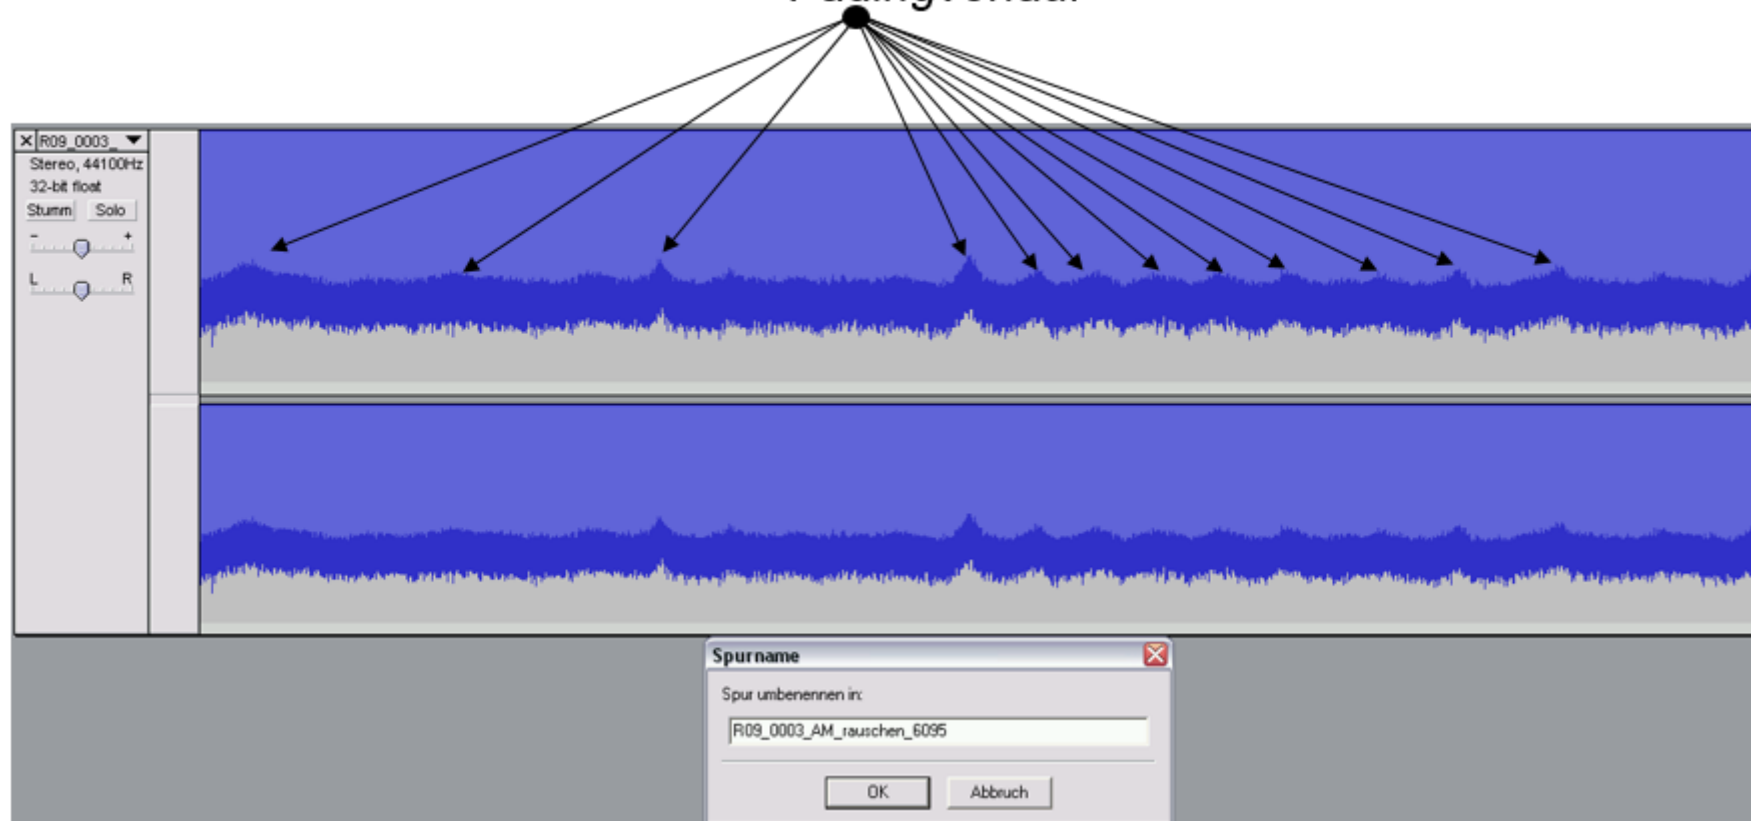 R09_0003_
Stereo, 44100Hz
32-bit float
Stumm Solo
- +
L R
Spurname
Spur umbenennen in:
R09_0003_AM_rauschen_6095
OK Abbruch